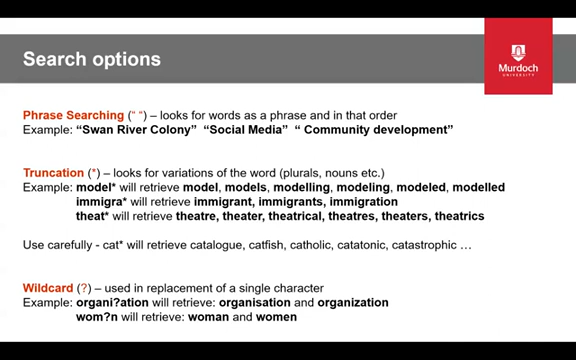 Search options
Murdoch
UNIVERSITY
Phrase Searching (" ") – looks for words as a phrase and in that order
Example: "Swan River Colony" "Social Media" " Community development"
Truncation (*) – looks for variations of the word (plurals, nouns etc.)
Example: model* will retrieve model, models, modelling, modeling, modeled, modelled
immigra* will retrieve immigrant, immigrants, immigration
theat* will retrieve theatre, theater, theatrical, theatres, theaters, theatrics
Use carefully - cat* will retrieve catalogue, catfish, catholic, catatonic, catastrophic ...
Wildcard (?) – used in replacement of a single character
Example: organi?ation will retrieve: organisation and organization
wom?n will retrieve: woman and women